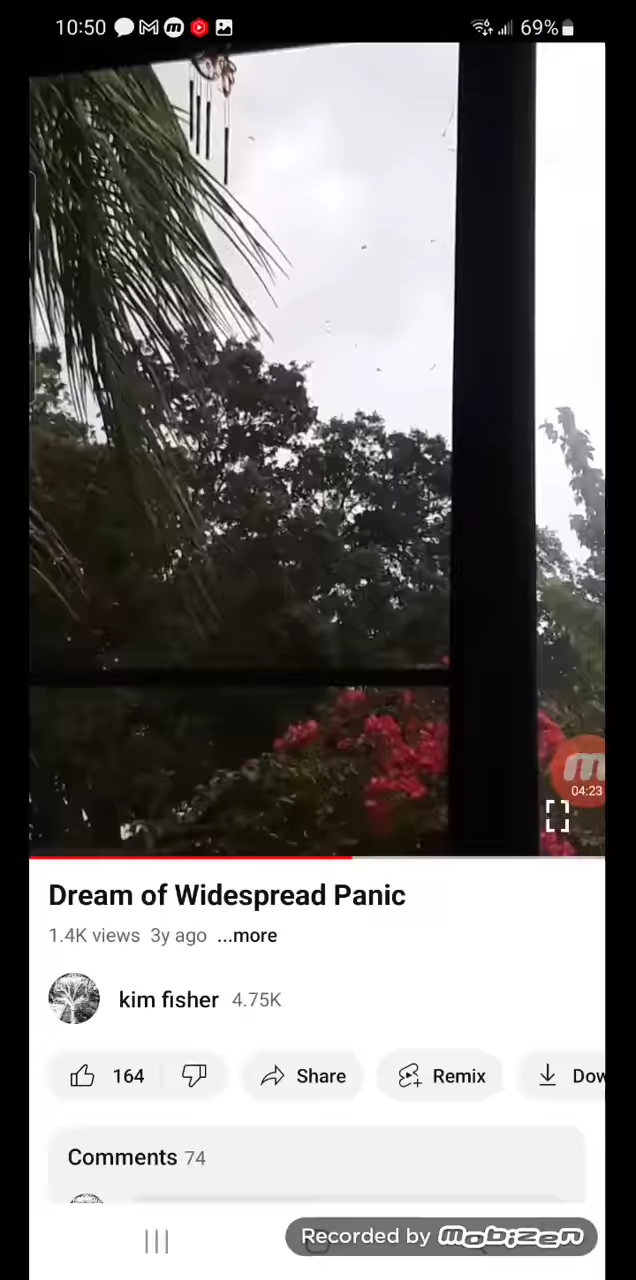 10:50 69%
04:23
Dream of Widespread Panic
1.4K views 3y ago ...more
kim fisher 4.75K
164 Share Remix Dow
Comments 74
Recorded by mobizen